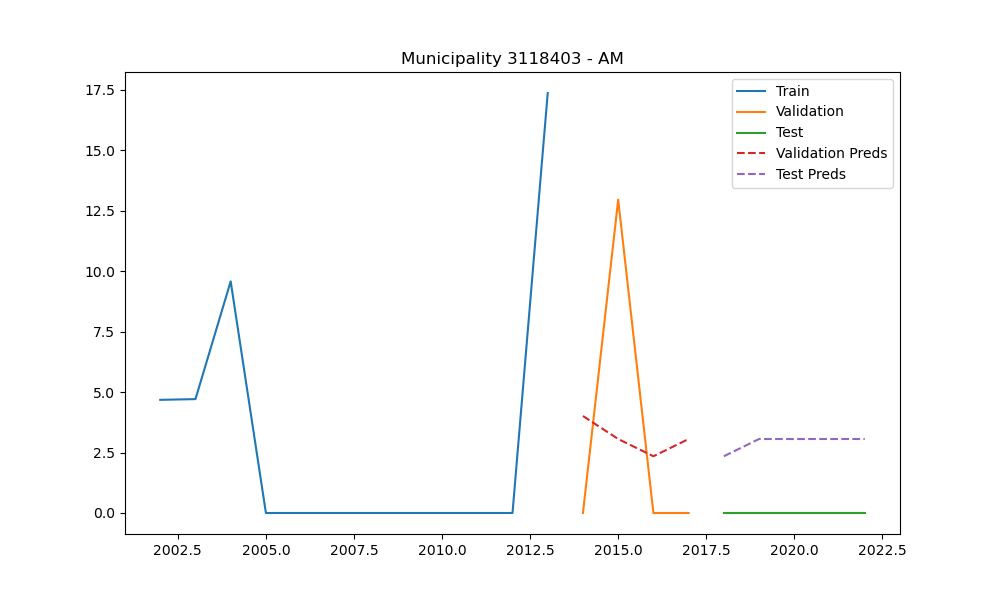 Municipality 3118403 - AM
17.5
15.0
12.5
10.0
7.5
5.0
2.5
0.0
Train
Validation
Test
Validation Preds
Test Preds
2002.5 2005.0 2007.5 2010.0 2012.5 2015.0 2017.5 2020.0 2022.5